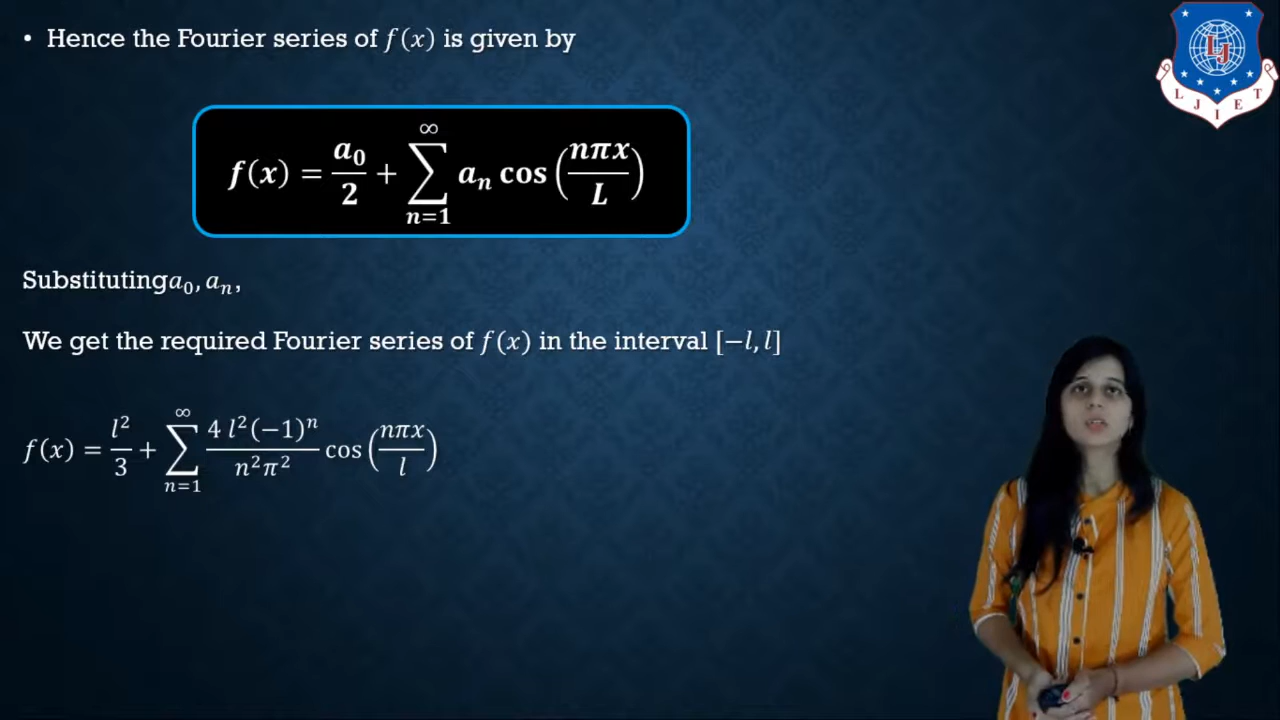 • Hence the Fourier series of f(x) is given by
f(x) = a₀/2 + ∑_{n=1}^{∞} aₙ cos(nπx/L)
Substitutinga₀, aₙ,
We get the required Fourier series of f(x) in the interval [−l, l]
f(x) = l²/3 + ∑_{n=1}^{∞} 4 l²(−1)ⁿ/n²π² cos(nπx/l)
LJ
L J I E T